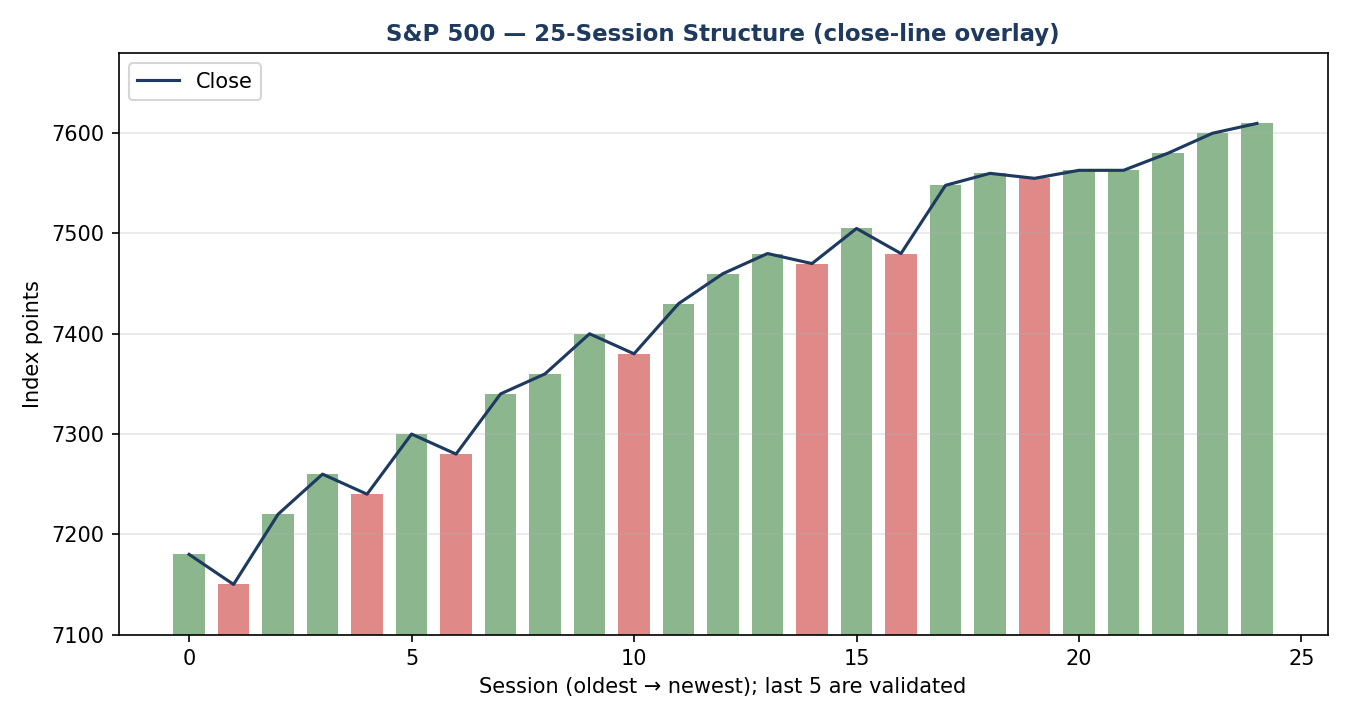 S&P 500 — 25-Session Structure (close-line overlay)
Close
Index points
7600
7500
7400
7300
7200
7100
0 5 10 15 20 25
Session (oldest → newest); last 5 are validated